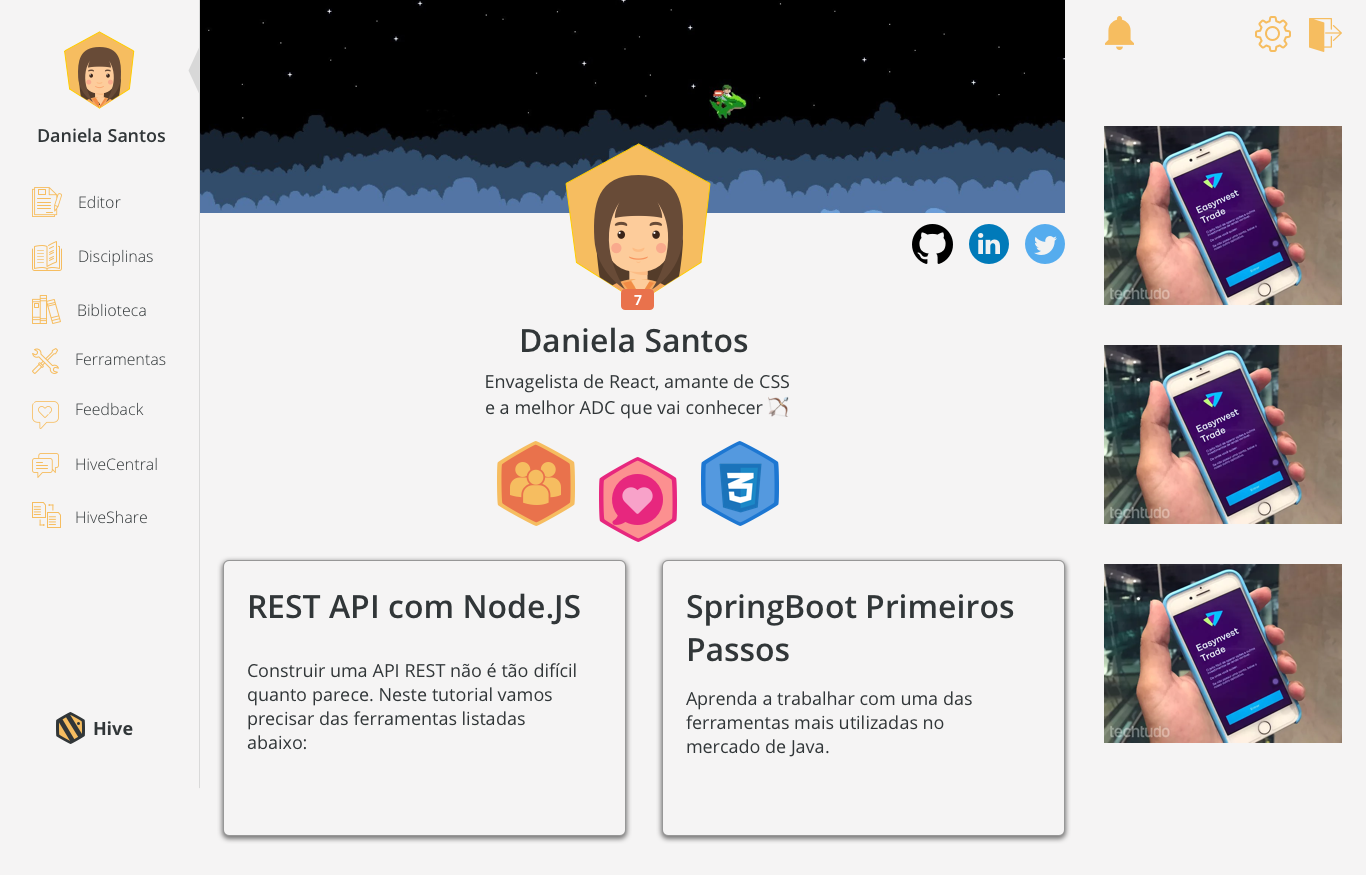 Daniela Santos
Editor
Disciplinas
Biblioteca
Ferramentas
Feedback
HiveCentral
HiveShare
Hive
7
Daniela Santos
Envagelista de React, amante de CSS
e a melhor ADC que vai conhecer 🏹
REST API com Node.JS
Construir uma API REST não é tão difícil
quanto parece. Neste tutorial vamos
precisar das ferramentas listadas
abaixo:
SpringBoot Primeiros
Passos
Aprenda a trabalhar com uma das
ferramentas mais utilizadas no
mercado de Java.
Easynvest
Trade
techtudo
Easynvest
Trade
techtudo
Easynvest
Trade
techtudo